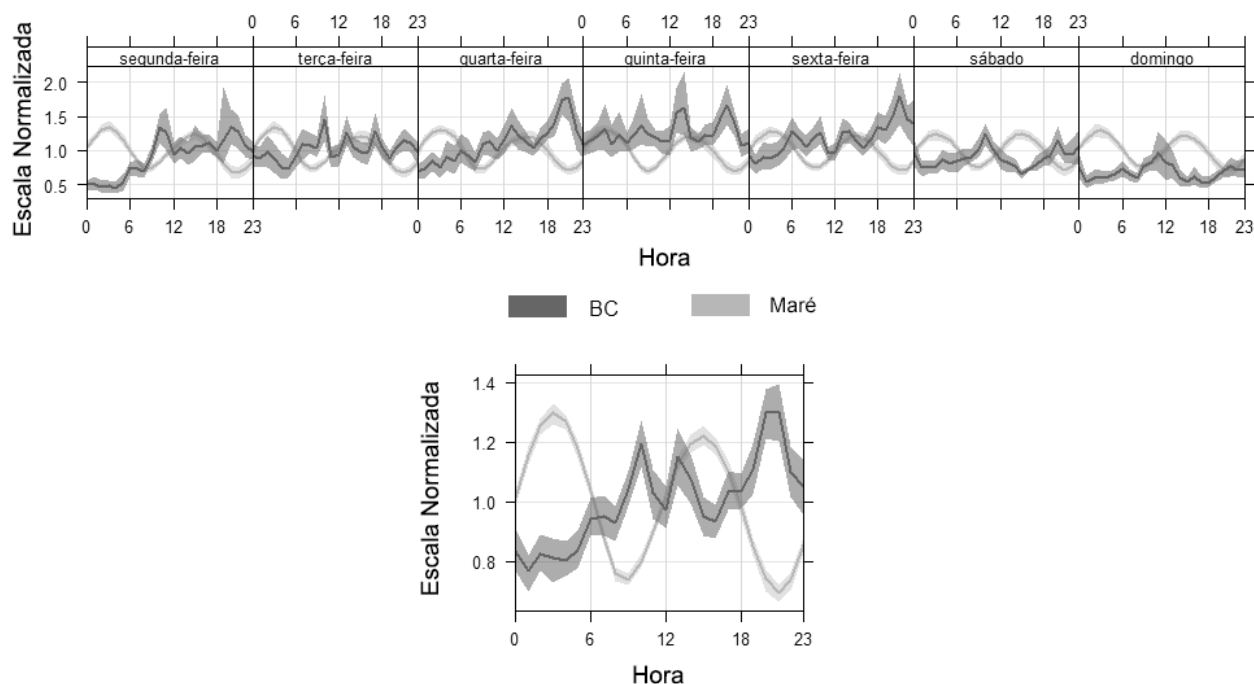 0 6 12 18 23 0 6 12 18 23 0 6 12 18 23
segunda-feira terça-feira quarta-feira quinta-feira sexta-feira sábado domingo
Escala Normalizada
2.0
1.5
1.0
0.5
0 6 12 18 23 6 12 18 23 6 12 18 23 6 12 18 23
Hora
BC Maré
Escala Normalizada
1.4
1.2
1.0
0.8
0 6 12 18 23
Hora